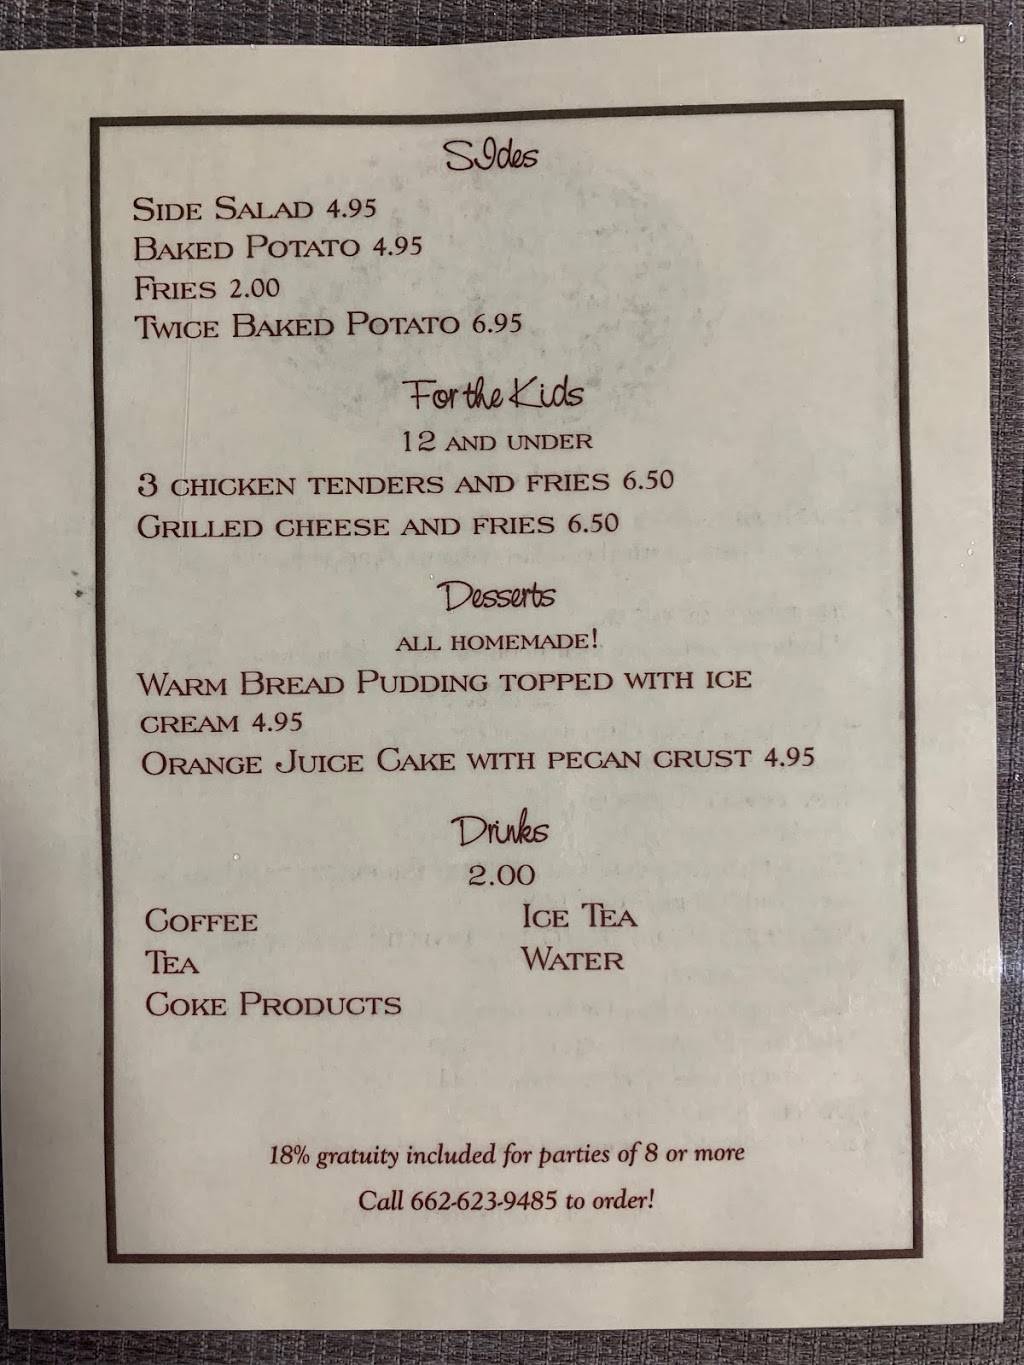 SIdes
Side Salad 4.95
Baked Potato 4.95
Fries 2.00
Twice Baked Potato 6.95
For the Kids
12 and under
3 chicken tenders and fries 6.50
Grilled cheese and fries 6.50
Desserts
all homemade!
Warm Bread Pudding topped with ice
cream 4.95
Orange Juice Cake with pecan crust 4.95
Drinks
2.00
Coffee
Tea
Coke Products
Ice Tea
Water
18% gratuity included for parties of 8 or more
Call 662-623-9485 to order!